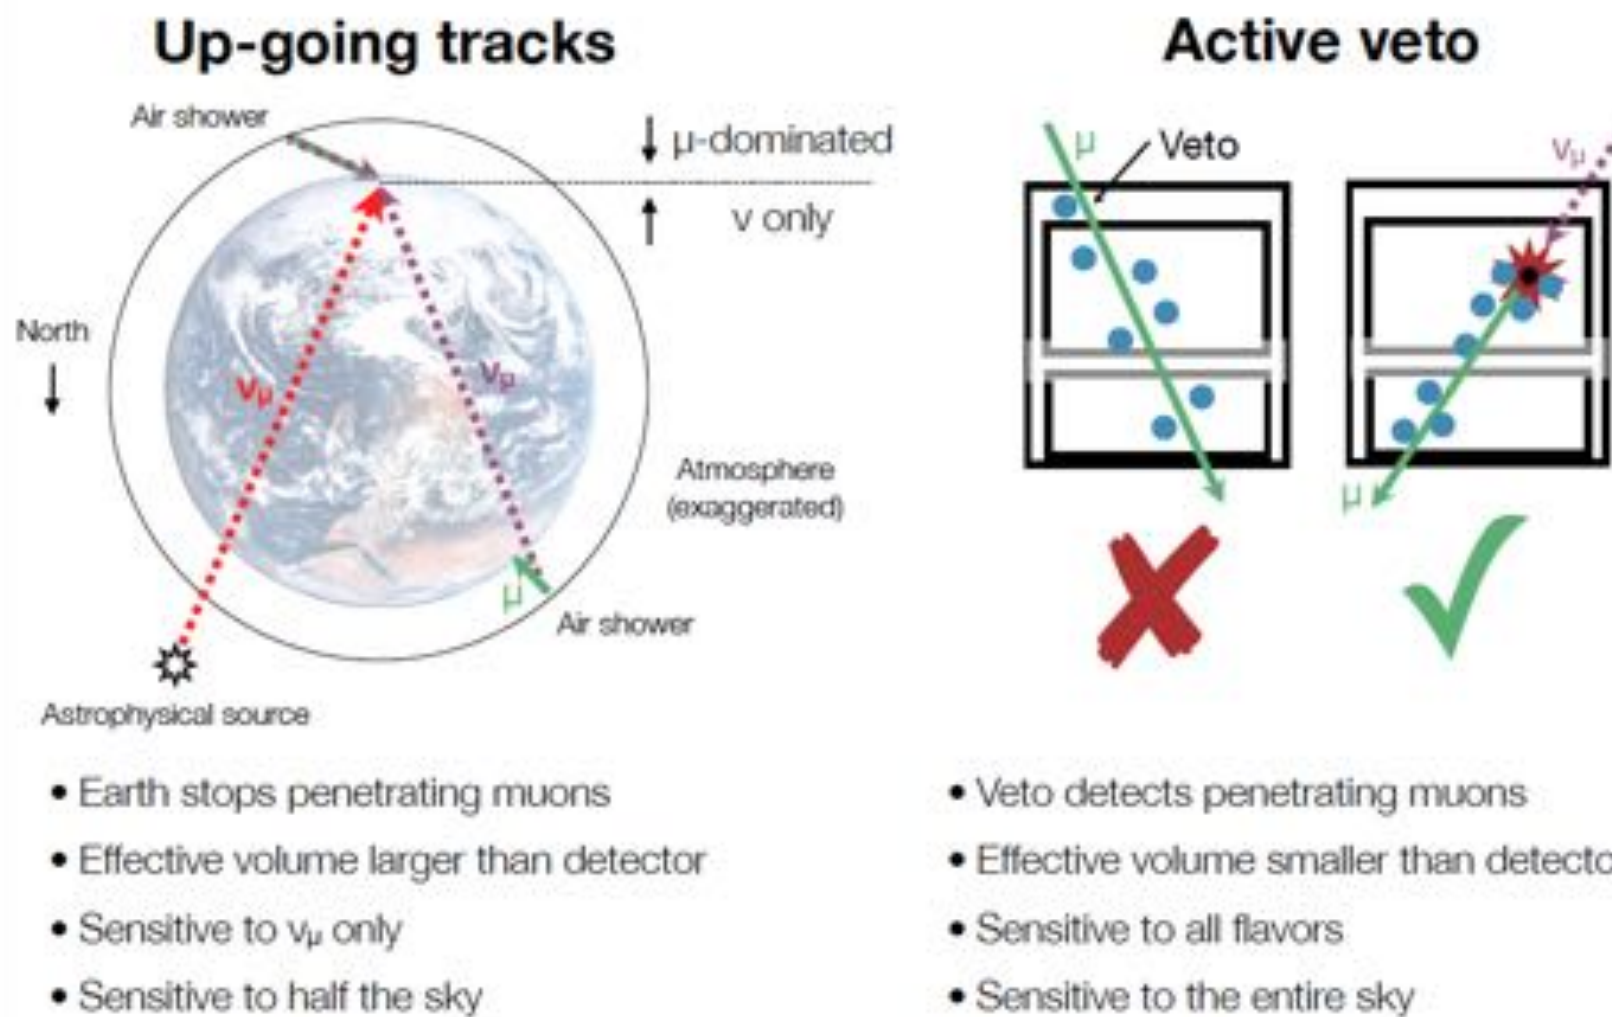 Up-going tracks
Air shower
↓ μ-dominated
↑ ν only
North
↓
νμ
νμ
Atmosphere
(exaggerated)
μ
Air shower
Astrophysical source
• Earth stops penetrating muons
• Effective volume larger than detector
• Sensitive to νμ only
• Sensitive to half the sky
Active veto
μ
Veto
νμ
μ
• Veto detects penetrating muons
• Effective volume smaller than detecto
• Sensitive to all flavors
• Sensitive to the entire sky